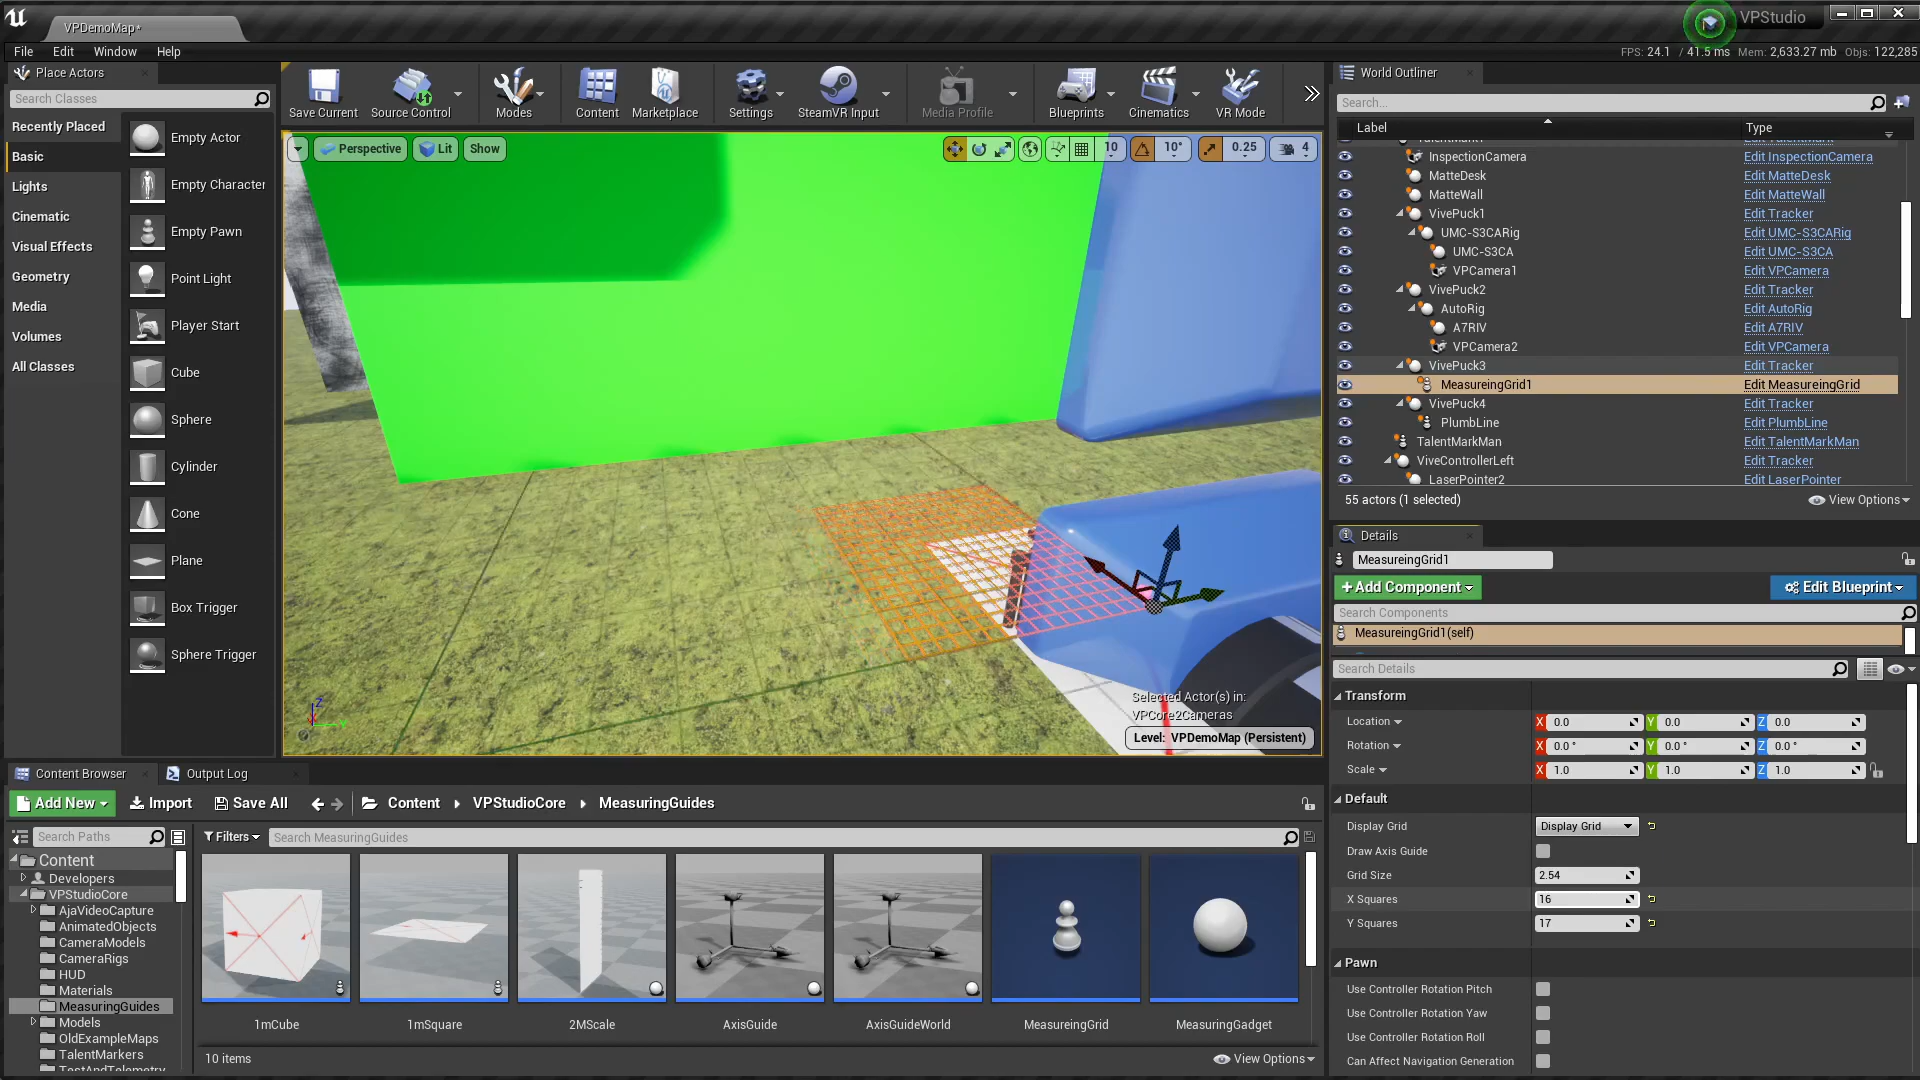 VPDemoMap*
VPStudio
File Edit Window Help
FPS: 24.1 / 41.5 ms Mem: 2,633.27 mb Objs: 122,285
Place Actors
Search Classes
Recently Placed
Basic
Lights
Cinematic
Visual Effects
Geometry
Media
Volumes
All Classes
Empty Actor
Empty Character
Empty Pawn
Point Light
Player Start
Cube
Sphere
Cylinder
Cone
Plane
Box Trigger
Sphere Trigger
Save Current
Source Control
Modes
Content
Marketplace
Settings
SteamVR Input
Media Profile
Blueprints
Cinematics
VR Mode
Perspective Lit Show
10 10° 0.25 4
Selected Actor(s) in:
VPCore2Cameras
Level: VPDemoMap (Persistent)
Z
Y
World Outliner
Search...
Label Type
InspectionCamera Edit InspectionCamera
MatteDesk Edit MatteDesk
MatteWall Edit MatteWall
VivePuck1 Edit Tracker
UMC-S3CARig Edit UMC-S3CARig
UMC-S3CA Edit UMC-S3CA
VPCamera1 Edit VPCamera
VivePuck2 Edit Tracker
AutoRig Edit AutoRig
A7RIV Edit A7RIV
VPCamera2 Edit VPCamera
VivePuck3 Edit Tracker
MeasureingGrid1 Edit MeasureingGrid
VivePuck4 Edit Tracker
PlumbLine Edit PlumbLine
TalentMarkMan Edit TalentMarkMan
ViveControllerLeft Edit Tracker
LaserPointer2 Edit LaserPointer
55 actors (1 selected) View Options
Details
MeasureingGrid1
+Add Component Edit Blueprint
Search Components
MeasureingGrid1(self)
Search Details
Transform
Location X 0.0 Y 0.0 Z 0.0
Rotation X 0.0° Y 0.0° Z 0.0°
Scale X 1.0 Y 1.0 Z 1.0
Default
Display Grid Display Grid
Draw Axis Guide
Grid Size 2.54
X Squares 16
Y Squares 17
Pawn
Use Controller Rotation Pitch
Use Controller Rotation Yaw
Use Controller Rotation Roll
Can Affect Navigation Generation
Content Browser Output Log
Add New Import Save All Content VPStudioCore MeasuringGuides
Search Paths
Filters Search MeasuringGuides
Content
Developers
VPStudioCore
AjaVideoCapture
AnimatedObjects
CameraModels
CameraRigs
HUD
Materials
MeasuringGuides
Models
OldExampleMaps
TalentMarkers
TestAndTelemetry
1mCube
1mSquare
2MScale
AxisGuide
AxisGuideWorld
MeasureingGrid
MeasuringGadget
10 items View Options